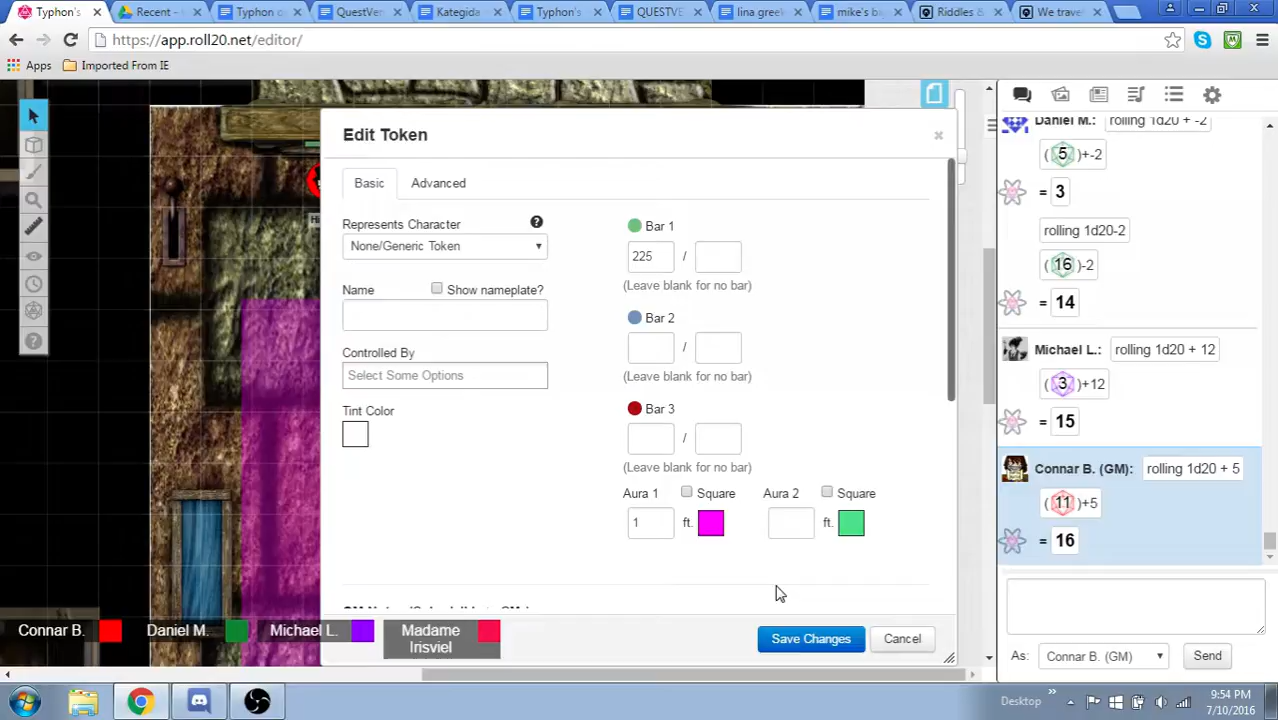 Typhon's
Recent -
Typhon o
QuestVer
Kategida
Typhon's
QUESTVE
lina gree
mike's b
Riddles &
We trave
https://app.roll20.net/editor/
Apps
Imported From IE
Edit Token
Basic
Advanced
Represents Character
None/Generic Token
Name
Show nameplate?
Controlled By
Select Some Options
Tint Color
Bar 1
225 /
(Leave blank for no bar)
Bar 2
/
(Leave blank for no bar)
Bar 3
/
(Leave blank for no bar)
Aura 1
Square
1 ft.
Aura 2
Square
ft.
Save Changes
Cancel
Connar B.
Daniel M.
Michael L.
Madame
Irisviel
Daniel M.: rolling 1d20 + -2
(5)+-2
= 3
rolling 1d20-2
(16)-2
= 14
Michael L.: rolling 1d20 + 12
(3)+12
= 15
Connar B. (GM): rolling 1d20 + 5
(11)+5
= 16
As: Connar B. (GM)
Send
Desktop
9:54 PM
7/10/2016